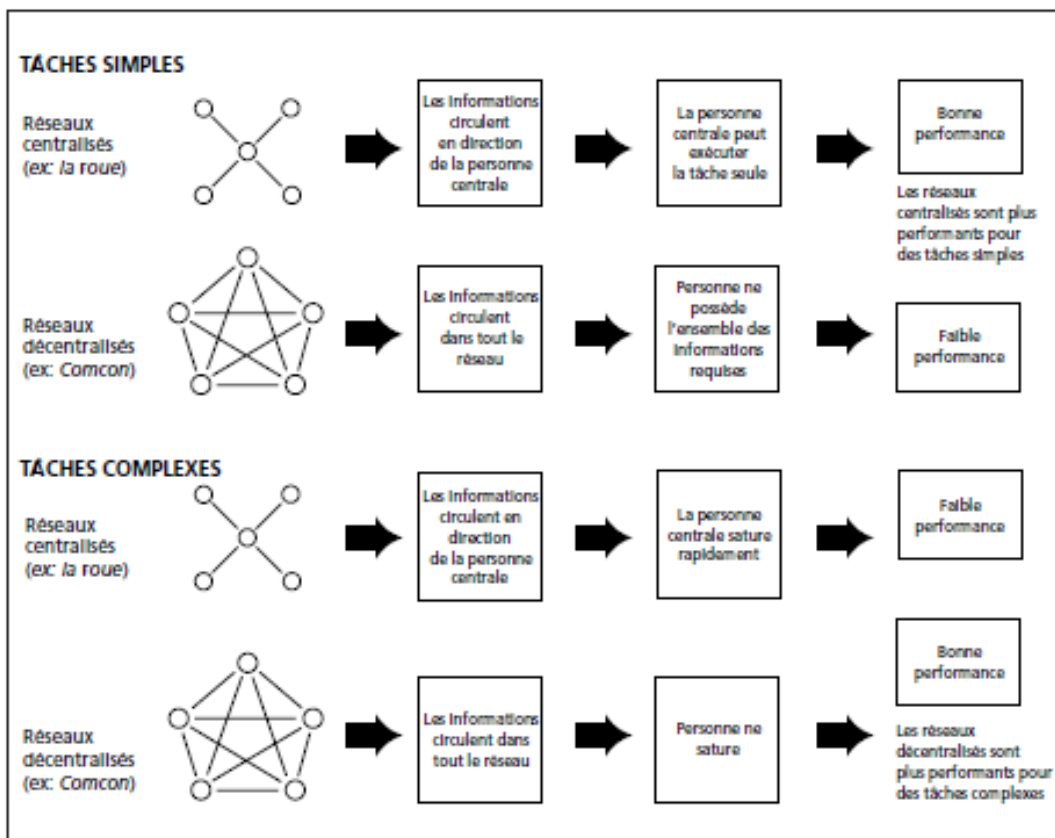 TÂCHES SIMPLES
Réseaux
centralisés
(ex: la roue)
Les informations
circulent
en direction
de la personne
centrale
La personne
centrale peut
exécuter
la tâche seule
Bonne
performance
Les réseaux
centralisés sont plus
performants pour
des tâches simples
Réseaux
décentralisés
(ex: Comcon)
Les informations
circulent
dans tout le
réseau
Personne ne
possède
l'ensemble des
informations
requises
Faible
performance
TÂCHES COMPLEXES
Réseaux
centralisés
(ex: la roue)
Les informations
circulent en
direction
de la personne
centrale
La personne
centrale sature
rapidement
Faible
performance
Réseaux
décentralisés
(ex: Comcon)
Les informations
circulent dans
tout le réseau
Personne ne
sature
Bonne
performance
Les réseaux
décentralisés sont
plus performants pour
des tâches complexes